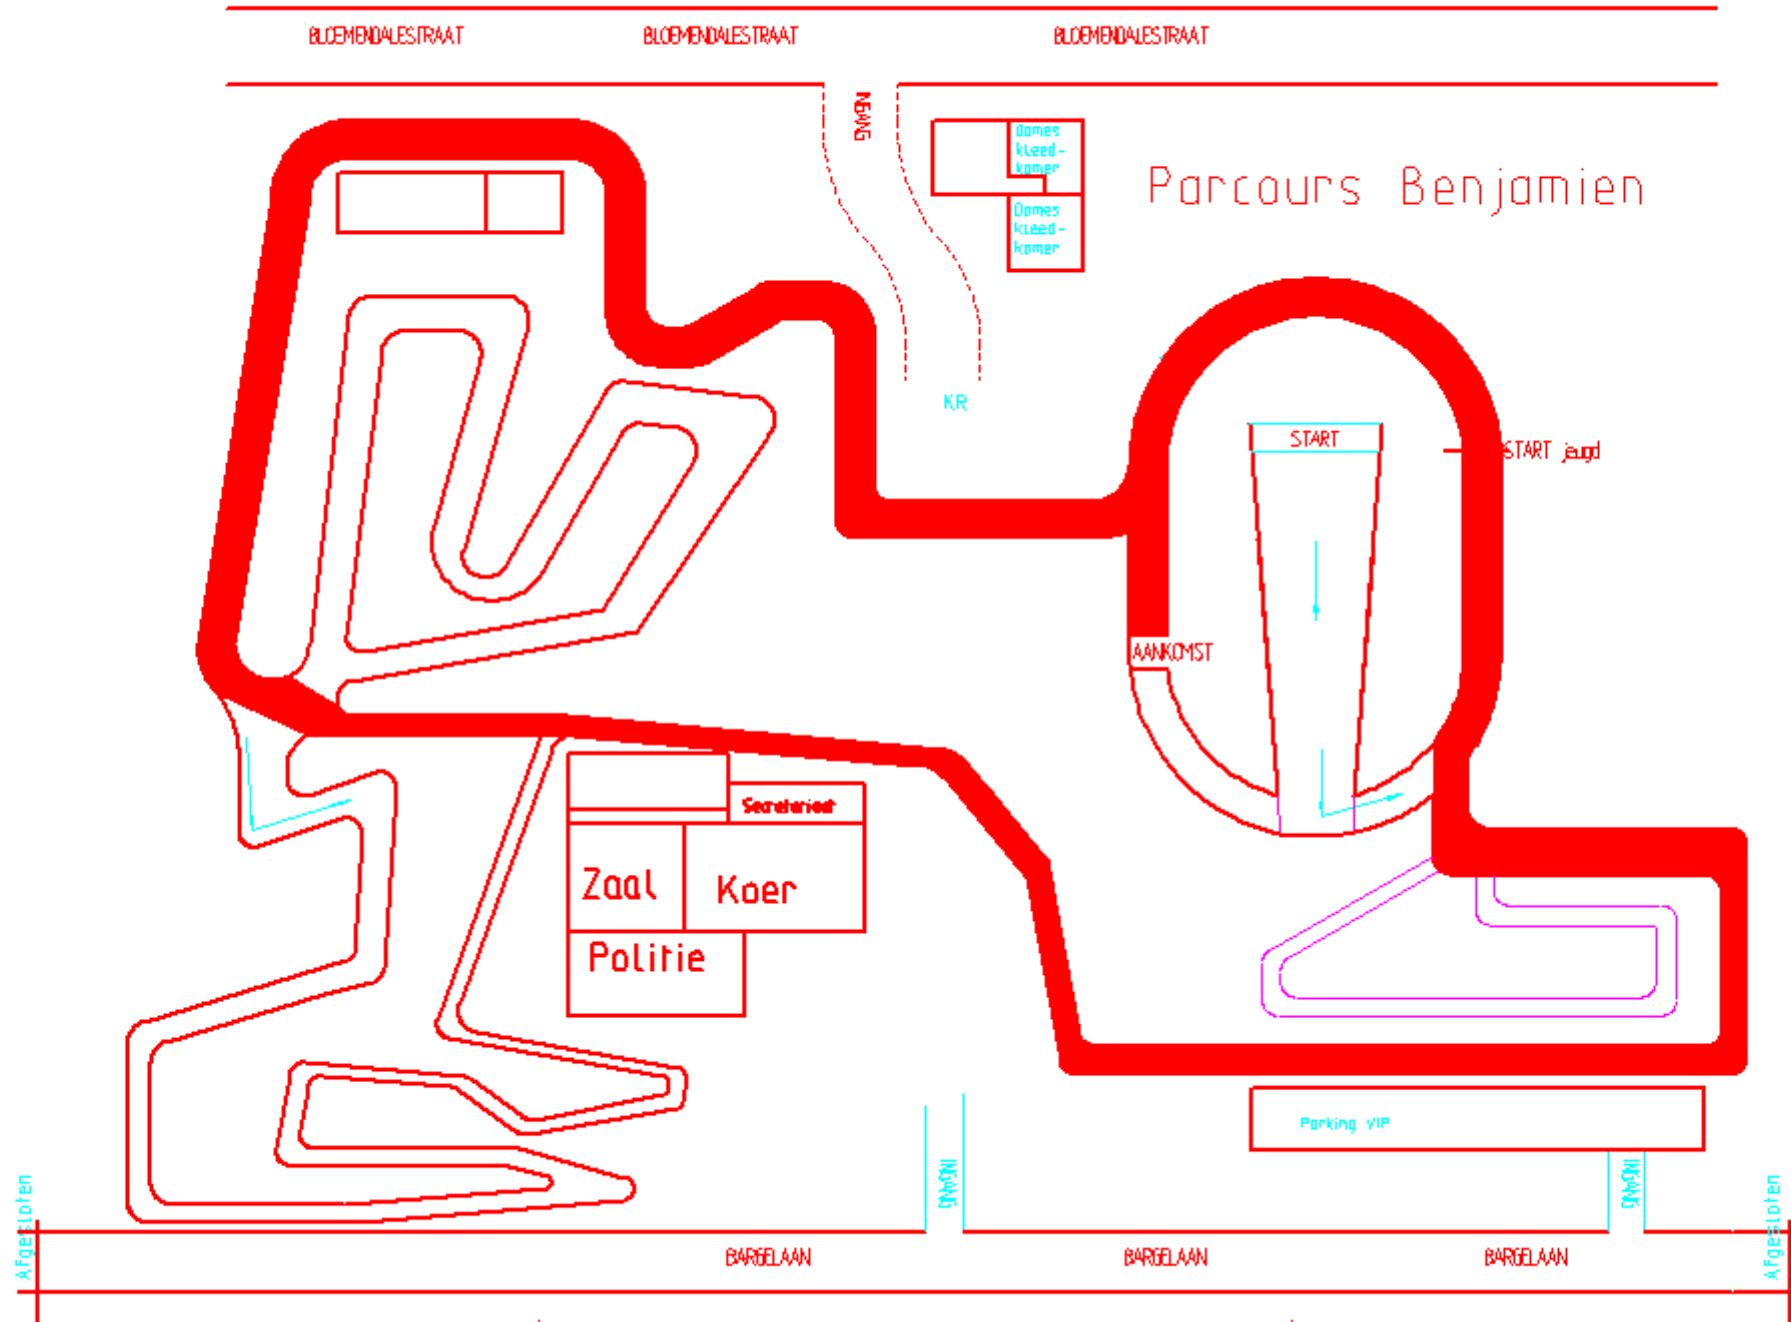 BLOEMENDALESTRAAT BLOEMENDALESTRAAT BLOEMENDALESTRAAT
INGANG
Dames
kleed-
kamer
Parcours Benjamien
Dames
kleed-
kamer
KR
START
START jeugd
AANKOMST
Secretariaat
Zaal
Koer
Politie
Parking VIP
INGANG
INGANG
Afgesloten
Afgesloten
BARGELAAN BARGELAAN BARGELAAN